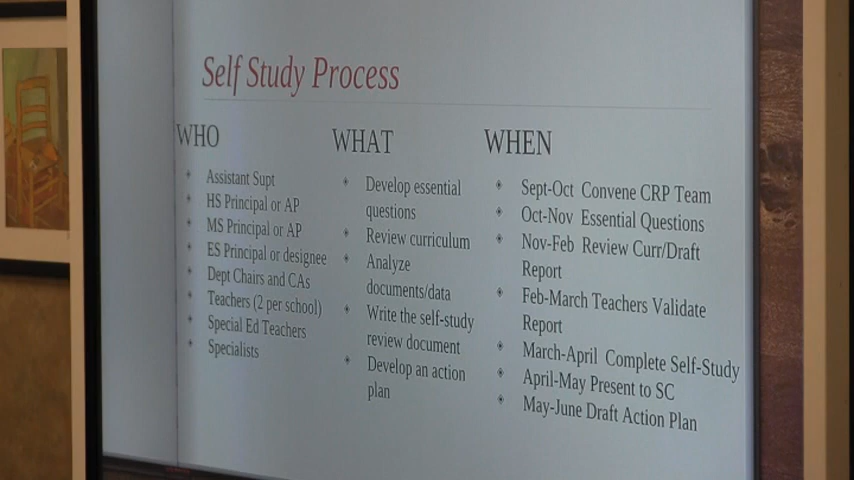 Self Study Process
WHO
Assistant Supt
HS Principal or AP
MS Principal or AP
ES Principal or designee
Dept Chairs and CAs
Teachers (2 per school)
Special Ed Teachers
Specialists
WHAT
Develop essential
questions
Review curriculum
Analyze
documents/data
Write the self-study
review document
Develop an action
plan
WHEN
Sept-Oct Convene CRP Team
Oct-Nov Essential Questions
Nov-Feb Review Curr/Draft
Report
Feb-March Teachers Validate
Report
March-April Complete Self-Study
April-May Present to SC
May-June Draft Action Plan